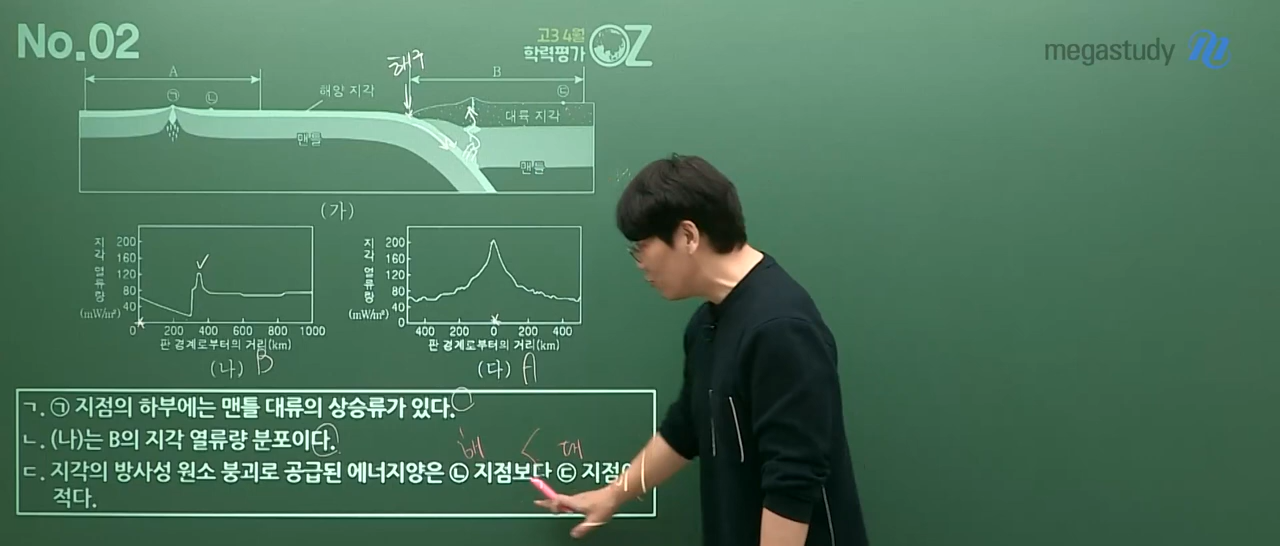 No.02
고3 4월
학력평가 OZ
megastudy
해구
A
B
㉠
㉡
㉢
해양 지각
대륙 지각
맨틀
맨틀
(가)
지각 열류량
(mW/m²)
200
160
120
80
40
0
200 400 600 800 1000
판 경계로부터의 거리(km)
(나) B
지각 열류량
(mW/m²)
200
160
120
80
40
0
400 200 0 200 400
판 경계로부터의 거리(km)
(다) A
ㄱ. ㉠ 지점의 하부에는 맨틀 대류의 상승류가 있다.
ㄴ. (나)는 B의 지각 열류량 분포이다.
해 < 대
ㄷ. 지각의 방사성 원소 붕괴로 공급된 에너지양은 ㉡ 지점보다 ㉢ 지점
적다.